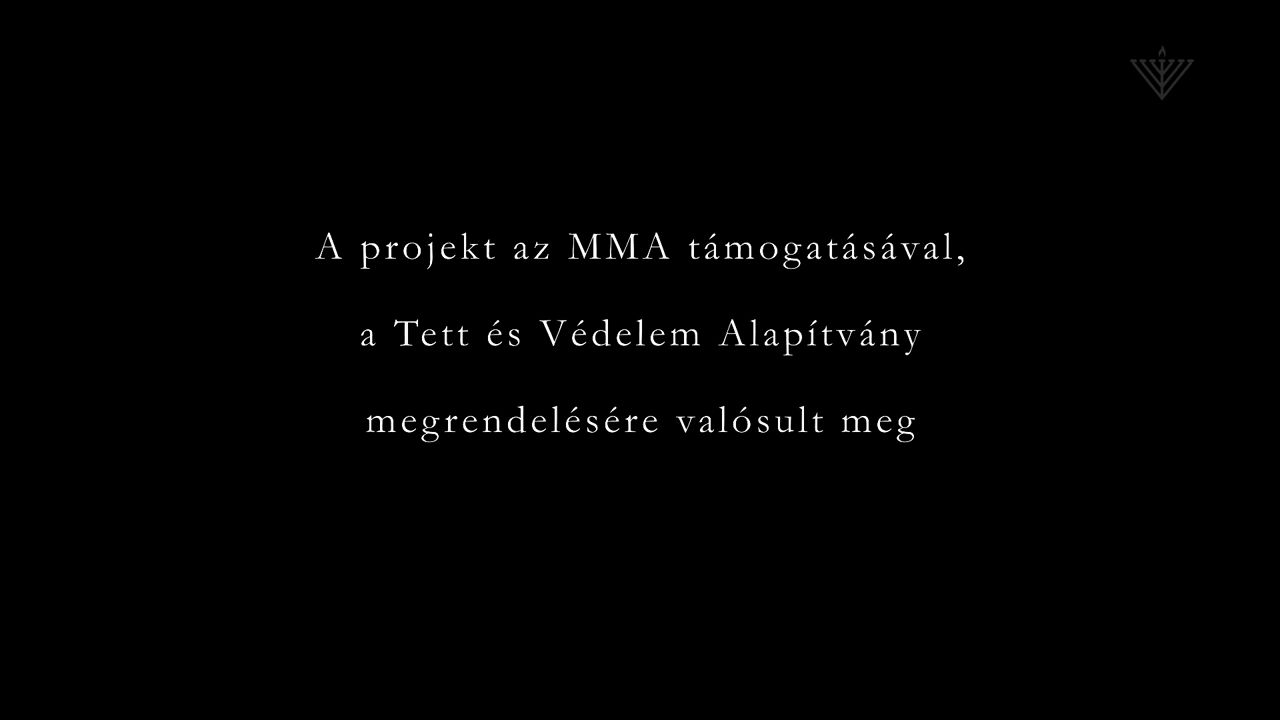 A projekt az MMA támogatásával,
a Tett és Védelem Alapítvány
megrendelésére valósult meg